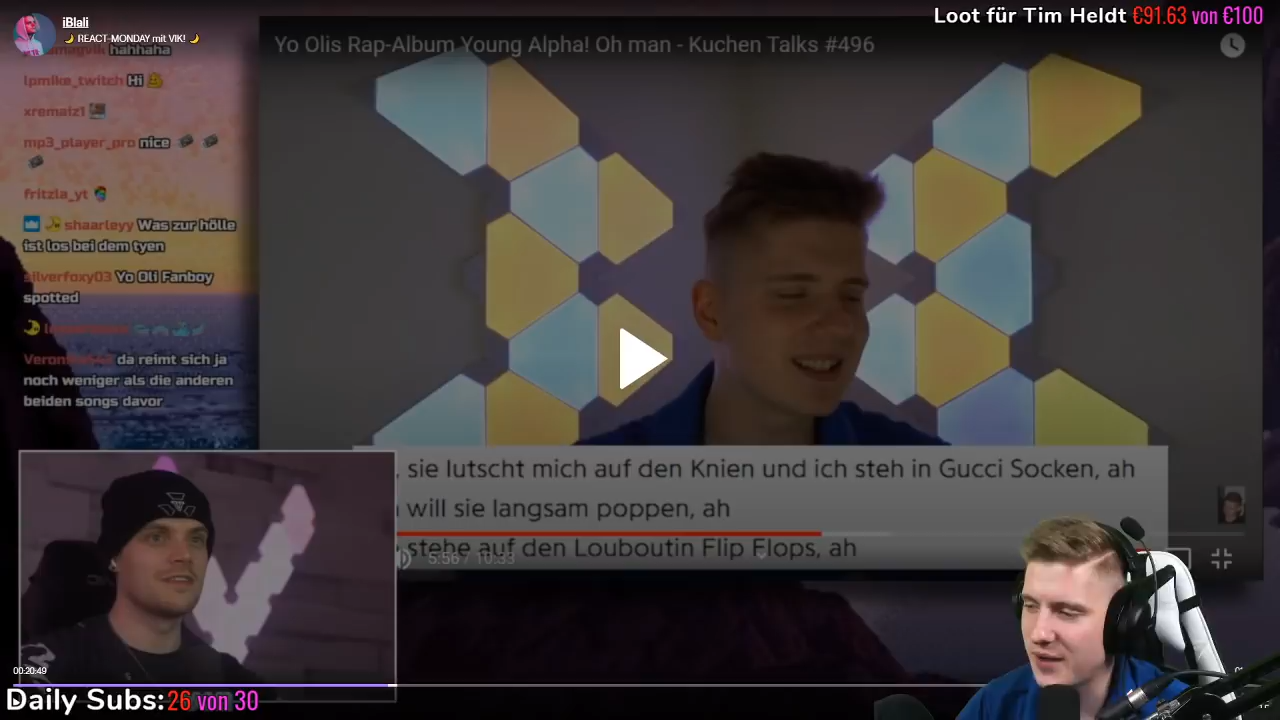 iBlali
🌙 REACT-MONDAY mit VIK! 🌙
Loot für Tim Heldt €91.63 von €100
Yo Olis Rap-Album Young Alpha! Oh man - Kuchen Talks #496
hahhaha
lpmike_twitch Hi
xremaiz1
mp3_player_pro nice
fritzla_yt
shaarleyy Was zur hölle
ist los bei dem tyen
silverfoxy03 Yo Oli Fanboy
spotted
da reimt sich ja
noch weniger als die anderen
beiden songs davor
, sie lutscht mich auf den Knien und ich steh in Gucci Socken, ah
will sie langsam poppen, ah
stehe auf den Louboutin Flip Flops, ah
5:56 / 10:33
00:20:49
Daily Subs: 26 von 30